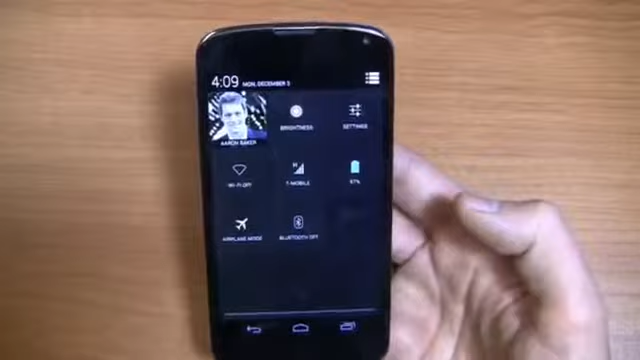 4:09 MON, DECEMBER 3
AARON BAKER
BRIGHTNESS
SETTINGS
WI-FI OFF
T-MOBILE
AIRPLANE MODE
BLUETOOTH OFF